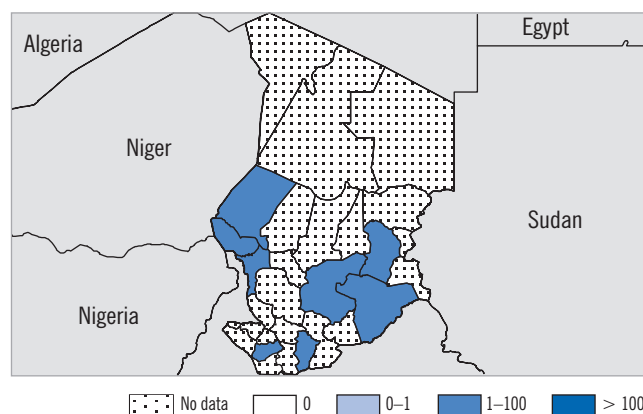 Algeria
Egypt
Niger
Sudan
Nigeria
No data 0 0–1 1–100 > 100